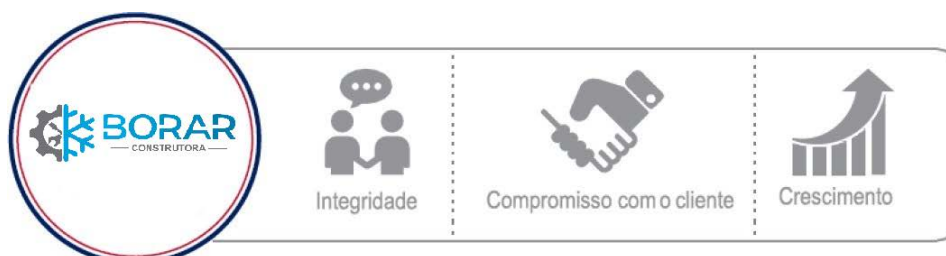 BORAR
CONSTRUTORA
Integridade
Compromisso com o cliente
Crescimento